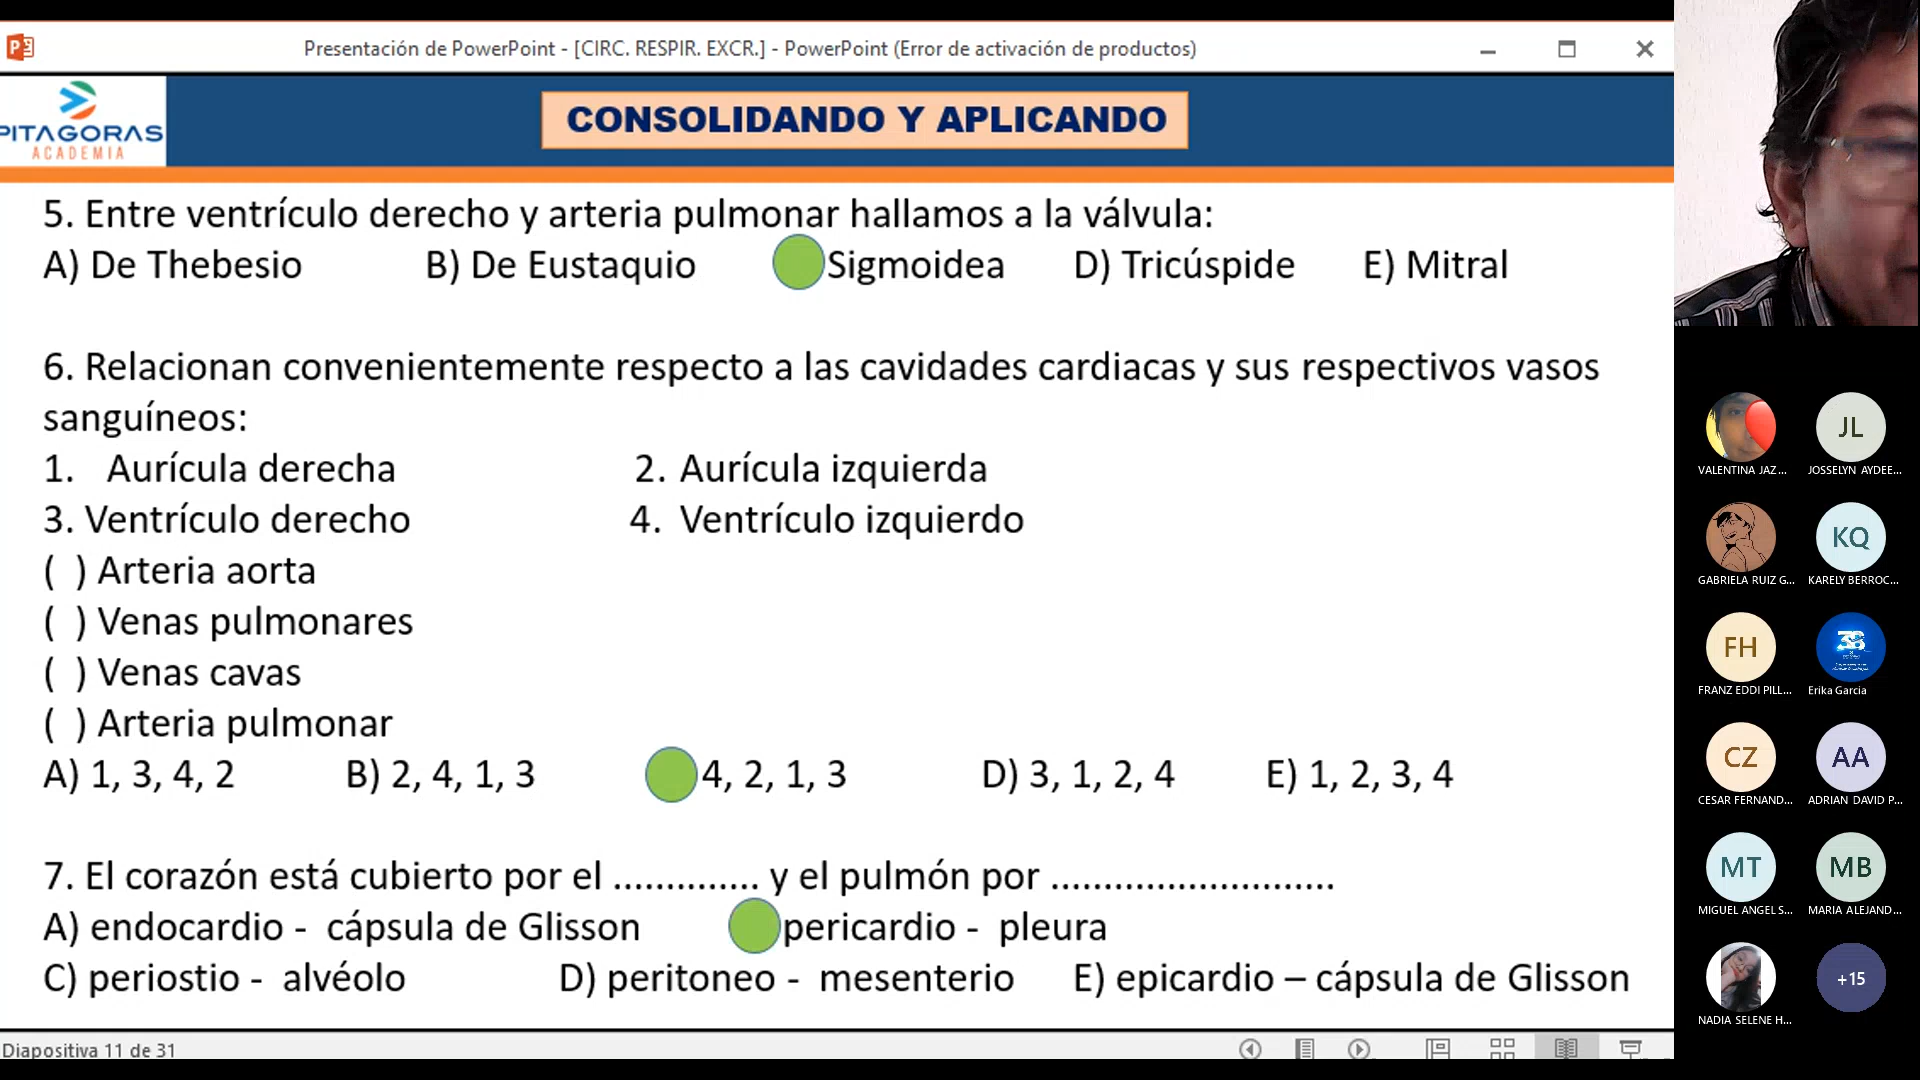 Presentación de PowerPoint - [CIRC. RESPIR. EXCR.] - PowerPoint (Error de activación de productos)
PITAGORAS
ACADEMIA
CONSOLIDANDO Y APLICANDO
5. Entre ventrículo derecho y arteria pulmonar hallamos a la válvula:
A) De Thebesio B) De Eustaquio Sigmoidea D) Tricúspide E) Mitral
6. Relacionan convenientemente respecto a las cavidades cardiacas y sus respectivos vasos
sanguíneos:
1. Aurícula derecha 2. Aurícula izquierda
3. Ventrículo derecho 4. Ventrículo izquierdo
( ) Arteria aorta
( ) Venas pulmonares
( ) Venas cavas
( ) Arteria pulmonar
A) 1, 3, 4, 2 B) 2, 4, 1, 3 4, 2, 1, 3 D) 3, 1, 2, 4 E) 1, 2, 3, 4
7. El corazón está cubierto por el .............. y el pulmón por ...........................
A) endocardio - cápsula de Glisson pericardio - pleura
C) periostio - alvéolo D) peritoneo - mesenterio E) epicardio – cápsula de Glisson
Diapositiva 11 de 31
JL
VALENTINA JAZ... JOSSELYN AYDEE...
KQ
GABRIELA RUIZ G... KARELY BERROC...
FH 36
FRANZ EDDI PILL... Erika Garcia
CZ AA
CESAR FERNAND... ADRIAN DAVID P...
MT MB
MIGUEL ANGEL S... MARIA ALEJAND...
+15
NADIA SELENE H...